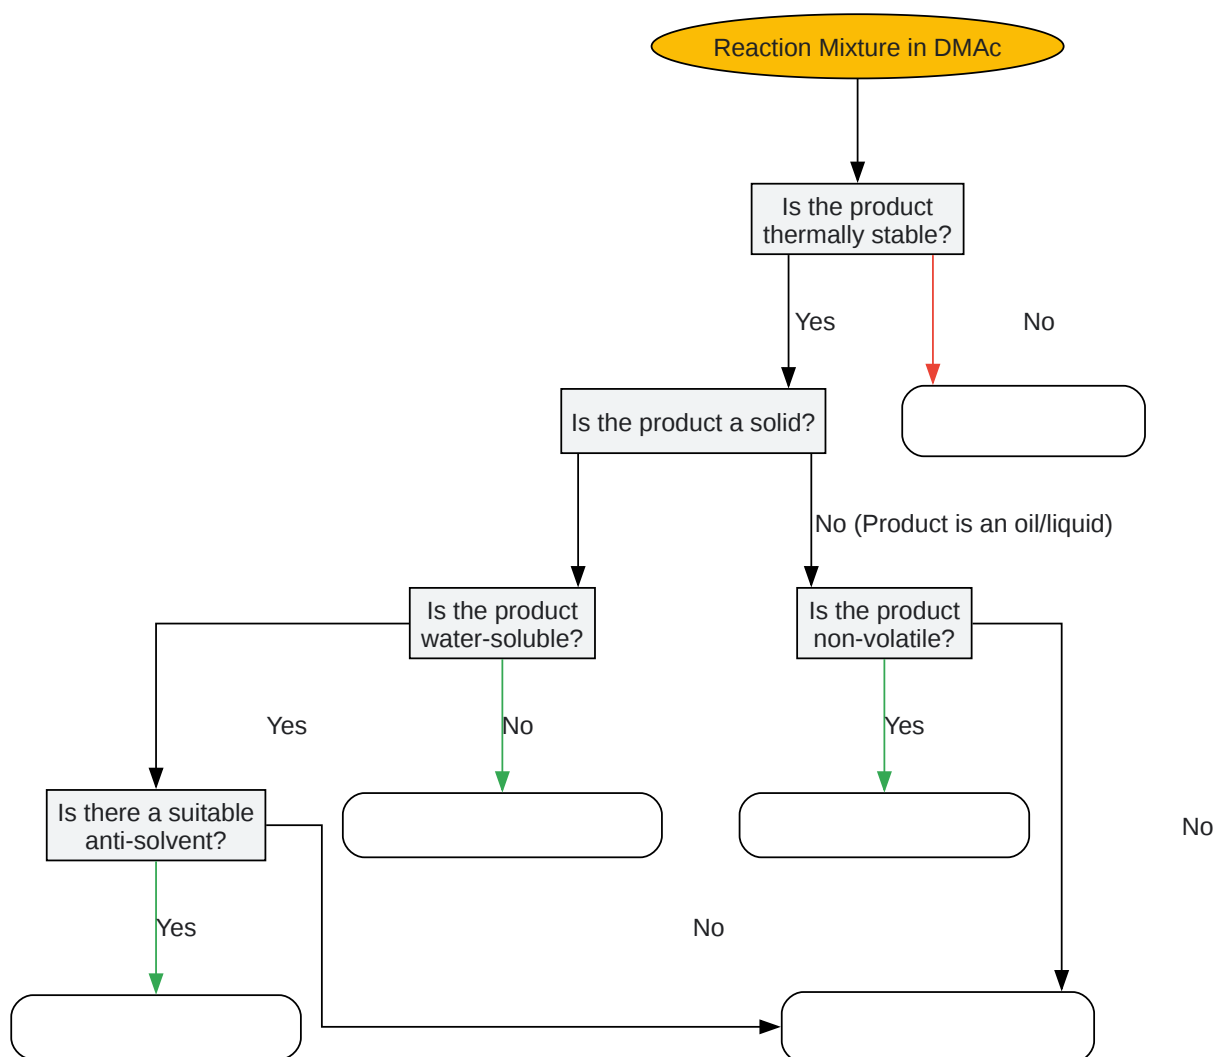 Reaction Mixture in DMAc
Is the product
thermally stable?
Yes
No
Is the product a solid?
No (Product is an oil/liquid)
Is the product
water-soluble?
Is the product
non-volatile?
Yes
No
Yes
Is there a suitable
anti-solvent?
No
Yes
No